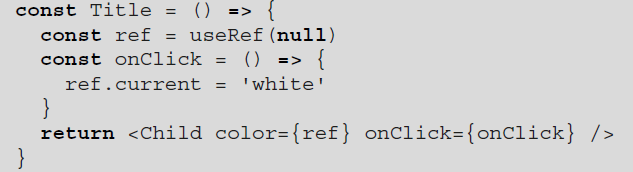 const Title = () => {
  const ref = useRef(null)
  const onClick = () => {
    ref.current = 'white'
  }
  return <Child color={ref} onClick={onClick} />
}